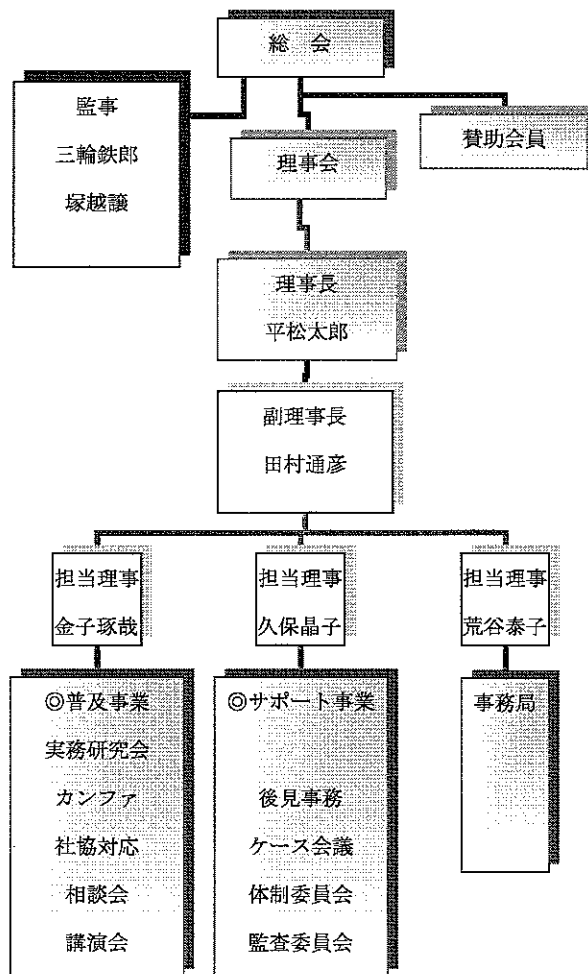 総　会
監事
三輪鉄郎
塚越譲
賛助会員
理事会
理事長
平松太郎
副理事長
田村通彦
担当理事
金子琢哉
担当理事
久保晶子
担当理事
荒谷泰子
◎普及事業
実務研究会
カンファ
社協対応
相談会
講演会
◎サポート事業
後見事務
ケース会議
体制委員会
監査委員会
事務局